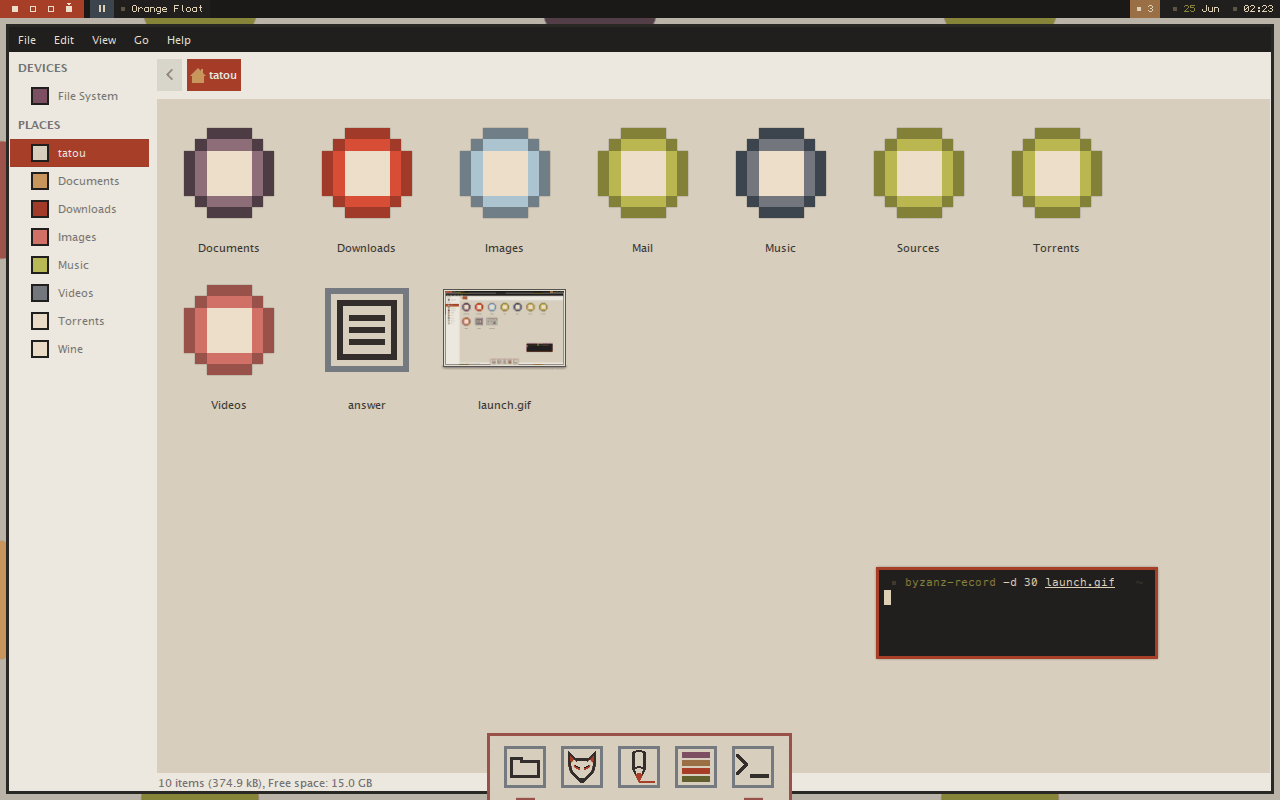 Orange Float
3
25 Jun
02:23
File Edit View Go Help
DEVICES
File System
PLACES
tatou
Documents
Downloads
Images
Music
Videos
Torrents
Wine
tatou
Documents Downloads Images Mail Music Sources Torrents
Videos answer launch.gif
byzanz-record -d 30 launch.gif ~
10 items (374.9 kB), Free space: 15.0 GB